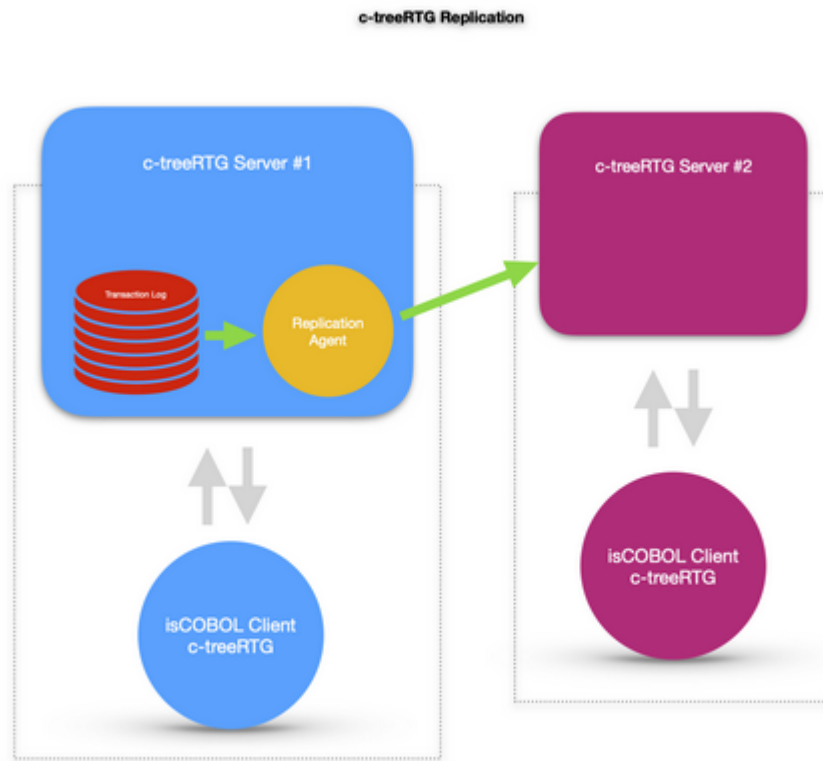 c-treeRTG Replication
c-treeRTG Server #1
c-treeRTG Server #2
Transaction Log
Replication
Agent
isCOBOL Client
c-treeRTG
isCOBOL Client
c-treeRTG